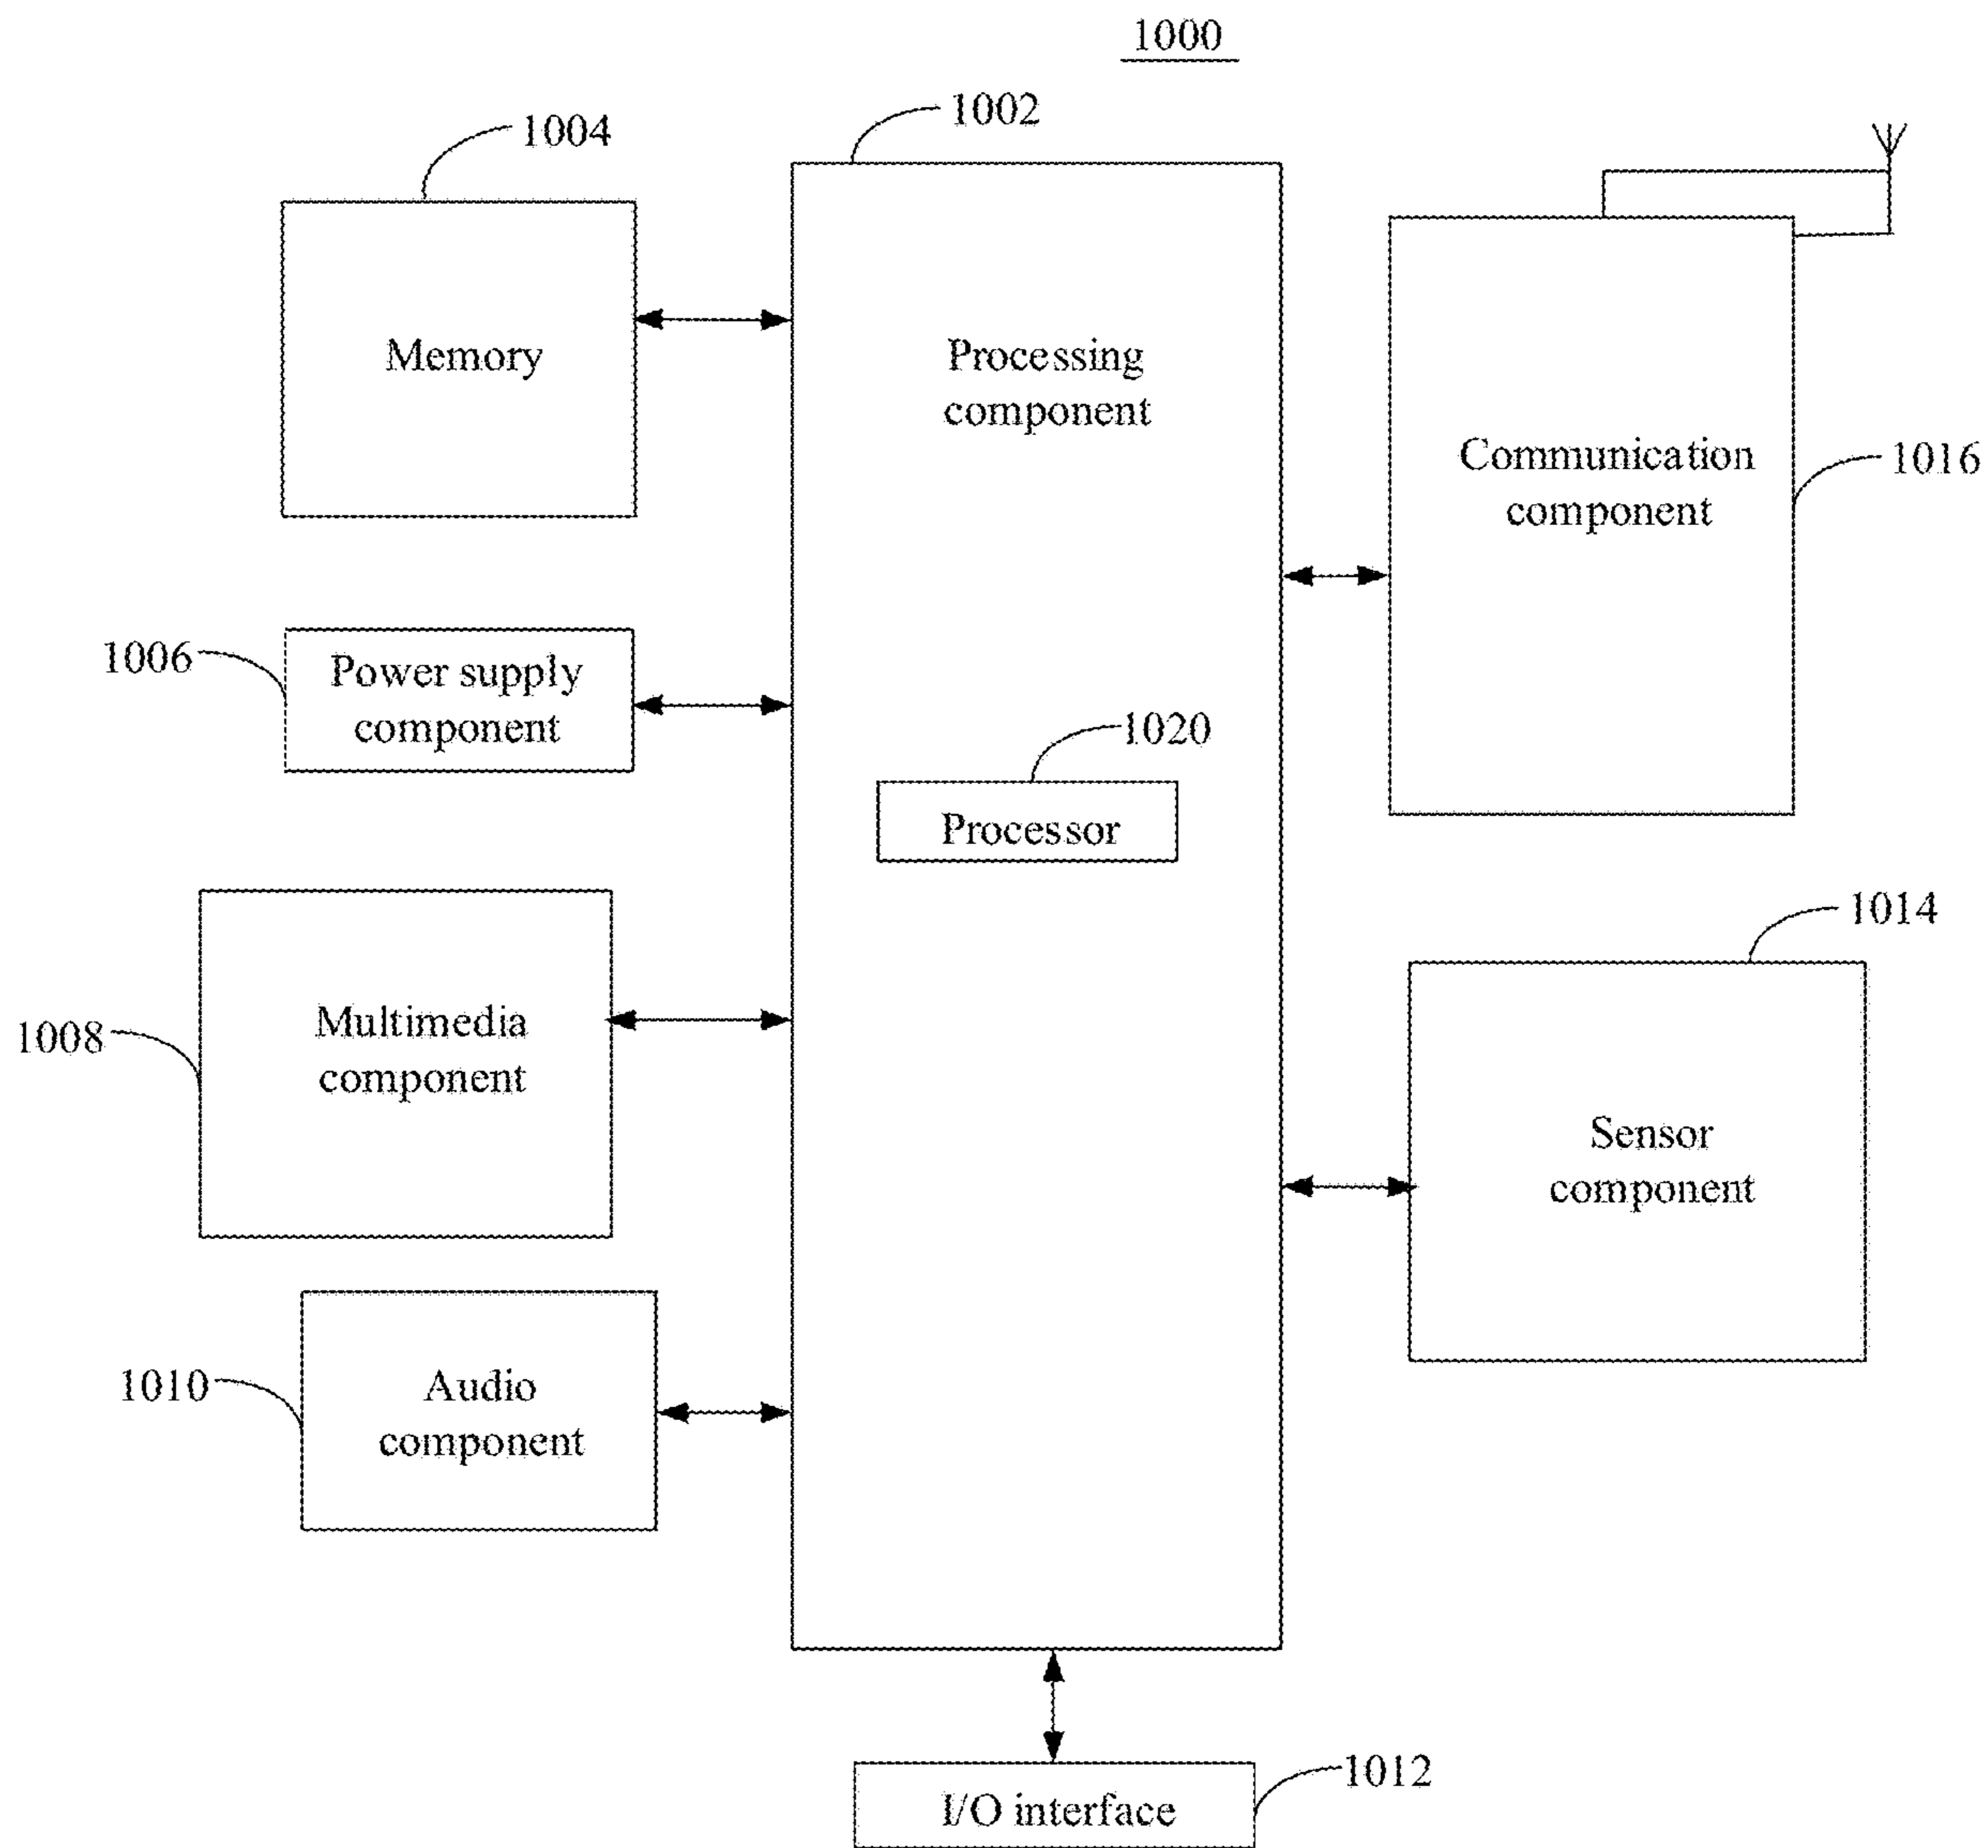 1000
1002
1004
Memory
Processing
component
Communication
component
1016
1006
Power supply
component
1020
Processor
1014
1008
Multimedia
component
Sensor
component
1010
Audio
component
1012
I/O interface